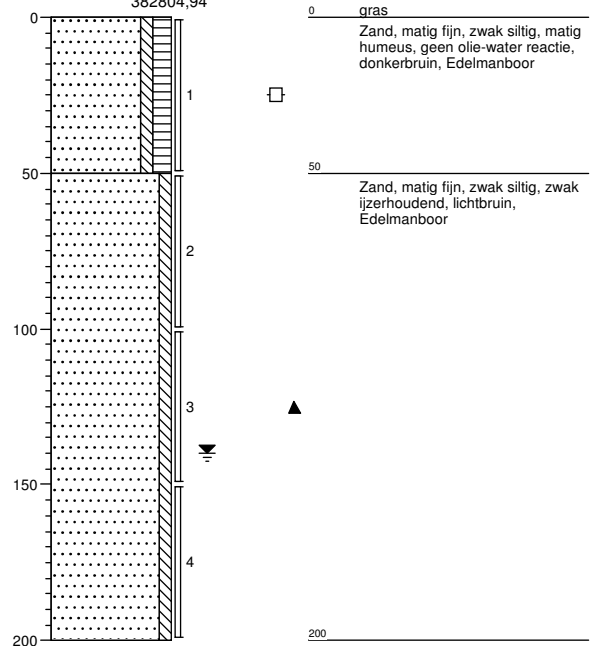 382804,94
0
0
gras
Zand, matig fijn, zwak siltig, matig
humeus, geen olie-water reactie,
donkerbruin, Edelmanboor
1
50
50
Zand, matig fijn, zwak siltig, zwak
ijzerhoudend, lichtbruin,
Edelmanboor
2
100
3
150
4
200
200